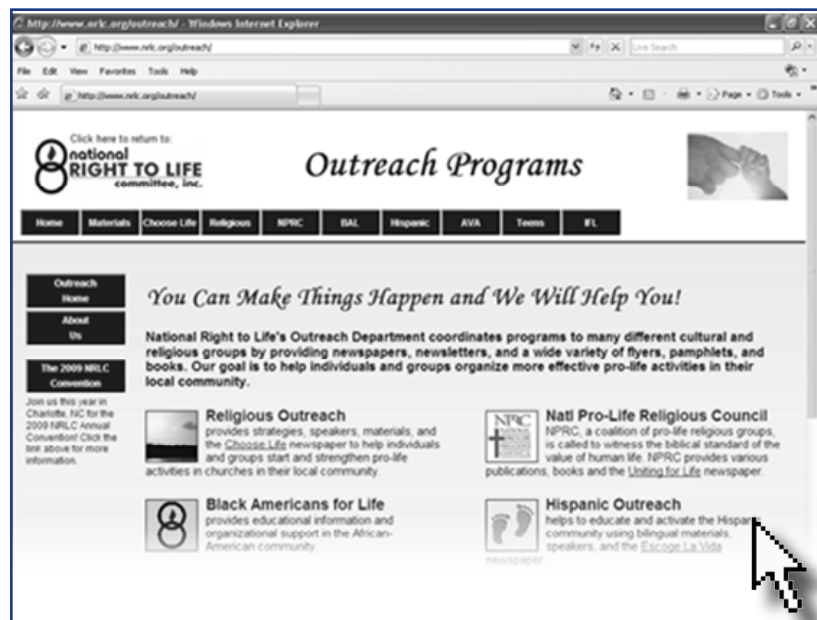 http://www.nrlc.org/outreach/ - Windows Internet Explorer
http://www.nrlc.org/outreach/
Live Search
File Edit View Favorites Tools Help
http://www.nrlc.org/outreach/
Page Tools
Click here to return to:
national
RIGHT TO LIFE
committee, inc.
Outreach Programs
Home Materials Choose Life Religious NPRC BAL Hispanic AVA Teens IFL
Outreach
Home
About
Us
The 2009 NRLC
Convention
Join us this year in
Charlotte, NC for the
2009 NRLC Annual
Convention! Click the
link above for more
information.
You Can Make Things Happen and We Will Help You!
National Right to Life's Outreach Department coordinates programs to many different cultural and
religious groups by providing newspapers, newsletters, and a wide variety of flyers, pamphlets, and
books. Our goal is to help individuals and groups organize more effective pro-life activities in their
local community.
Religious Outreach
provides strategies, speakers, materials, and
the Choose Life newspaper to help individuals
and groups start and strengthen pro-life
activities in churches in their local community.
NPRC
Natl Pro-Life Religious Council
NPRC, a coalition of pro-life religious groups,
is called to witness the biblical standard of the
value of human life. NPRC provides various
publications, books and the Uniting for Life newspaper.
Black Americans for Life
provides educational information and
organizational support in the African-
American community.
Hispanic Outreach
helps to educate and activate the Hispanic
community using bilingual materials,
speakers, and the Escoge La Vida
newspaper.